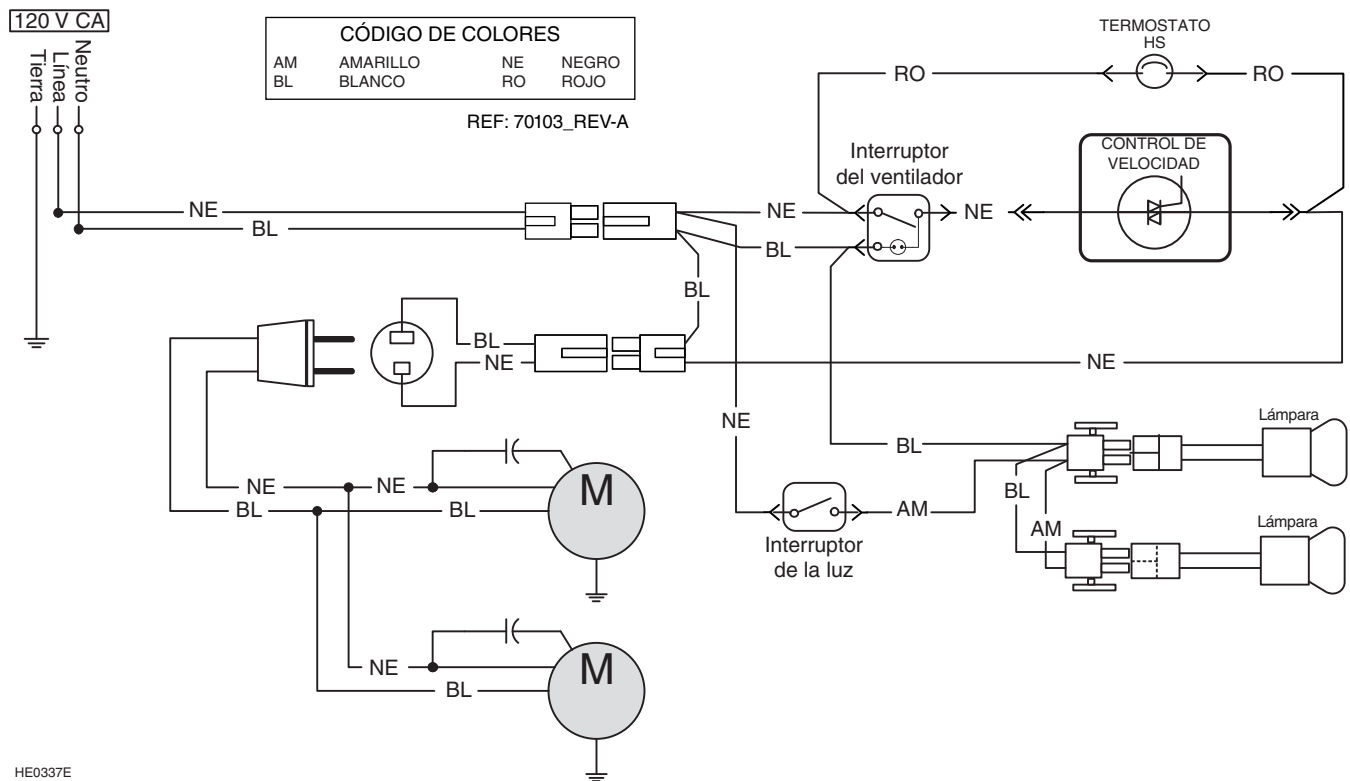 120 V CA
Neutro
Línea
Tierra
CÓDIGO DE COLORES
AM AMARILLO NE NEGRO
BL BLANCO RO ROJO
REF: 70103_REV-A
TERMOSTATO
HS
RO
RO
CONTROL DE
VELOCIDAD
Interruptor
del ventilador
NE
BL
NE
BL
NE
BL
BL
NE
NE
NE
BL
AM
Interruptor
de la luz
BL
AM
Lámpara
Lámpara
NE
NE
BL
BL
M
NE
BL
M
HE0337E